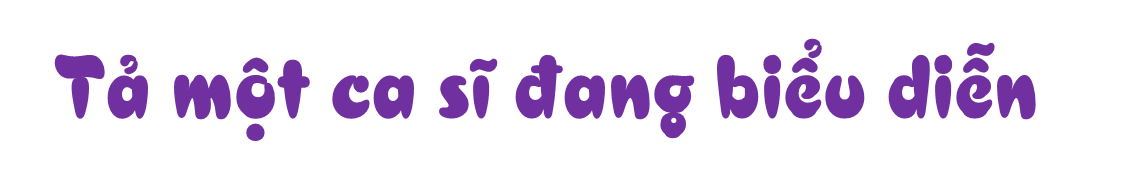 Tả một ca sĩ đang biểu diễn